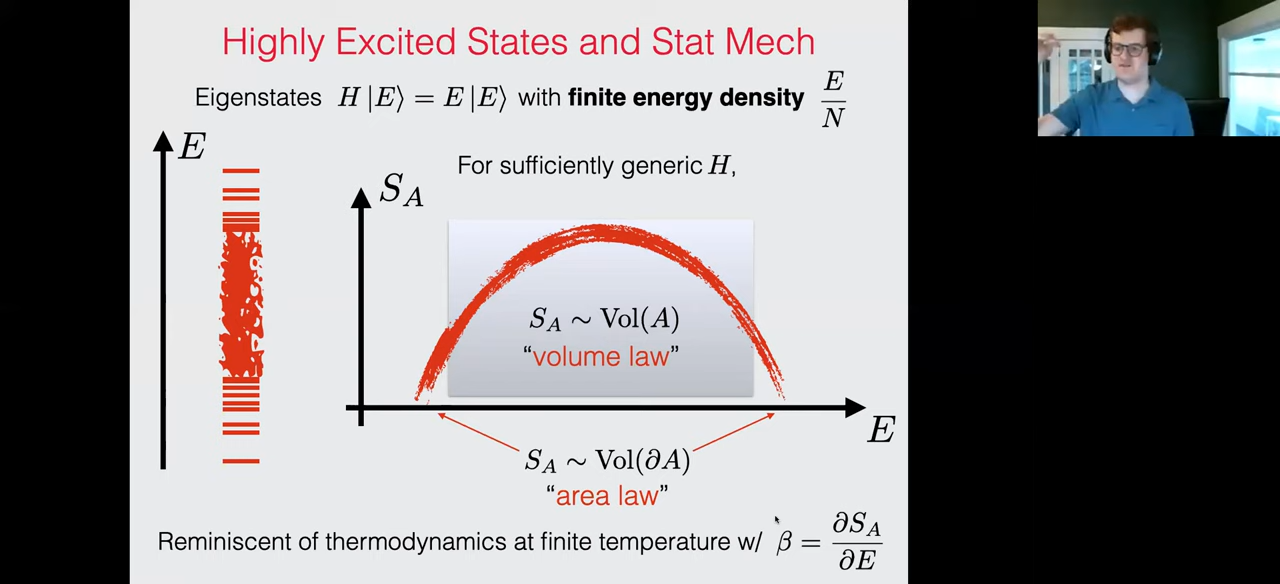 Highly Excited States and Stat Mech
Eigenstates H |E⟩ = E |E⟩ with finite energy density E/N
E
For sufficiently generic H,
S_A
S_A ∼ Vol(A)
“volume law”
E
S_A ∼ Vol(∂A)
“area law”
Reminiscent of thermodynamics at finite temperature w/ β = ∂S_A/∂E